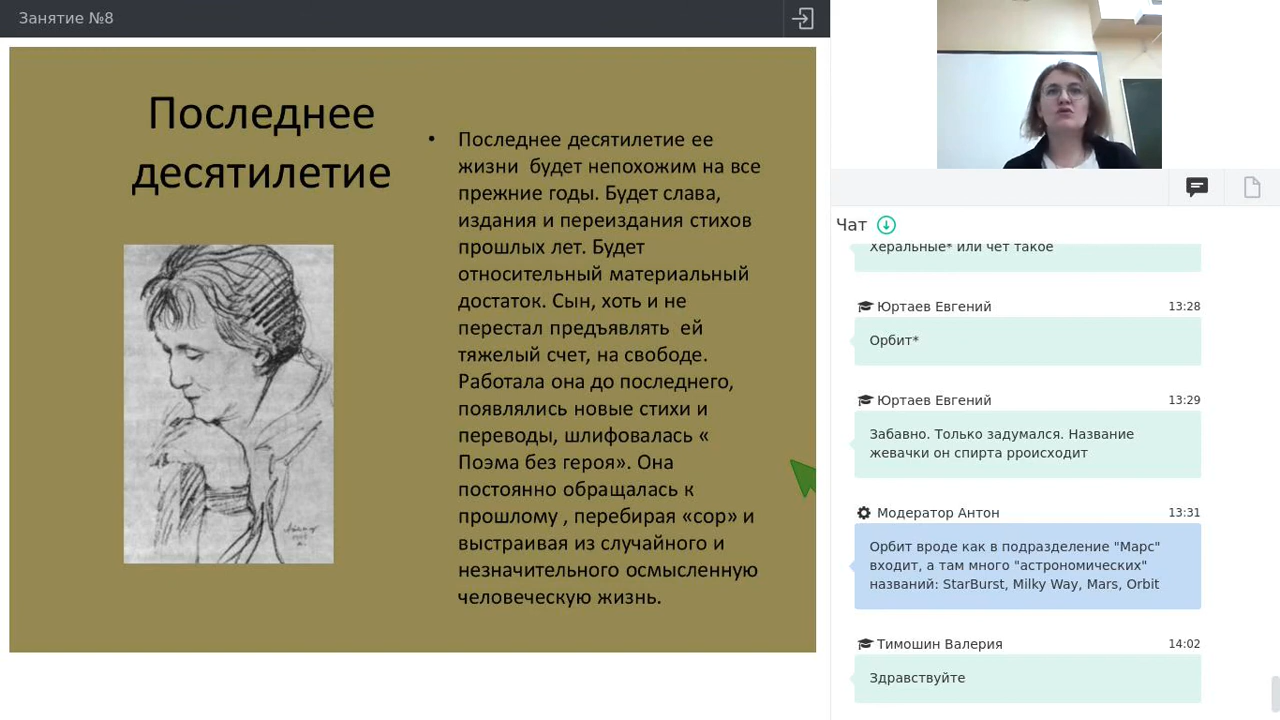 Занятие №8
Последнее
десятилетие
• Последнее десятилетие ее
жизни будет непохожим на все
прежние годы. Будет слава,
издания и переиздания стихов
прошлых лет. Будет
относительный материальный
достаток. Сын, хоть и не
перестал предъявлять ей
тяжелый счет, на свободе.
Работала она до последнего,
появлялись новые стихи и
переводы, шлифовалась «
Поэма без героя». Она
постоянно обращалась к
прошлому , перебирая «сор» и
выстраивая из случайного и
незначительного осмысленную
человеческую жизнь.
Чат
Херальные* или чет такое
Юртаев Евгений 13:28
Орбит*
Юртаев Евгений 13:29
Забавно. Только задумался. Название
жевачки он спирта рроисходит
Модератор Антон 13:31
Орбит вроде как в подразделение "Марс"
входит, а там много "астрономических"
названий: StarBurst, Milky Way, Mars, Orbit
Тимошин Валерия 14:02
Здравствуйте